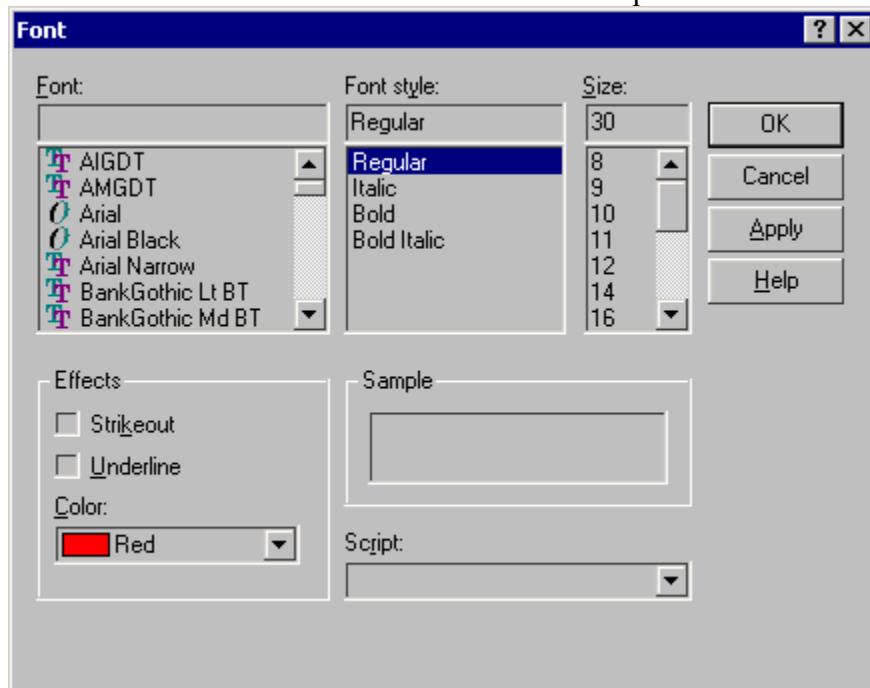 Font
Font:
Font style:
Size:
Regular
30
OK
AIGDT
AMGDT
Arial
Arial Black
Arial Narrow
BankGothic Lt BT
BankGothic Md BT
Regular
Italic
Bold
Bold Italic
8
9
10
11
12
14
16
Cancel
Apply
Help
Effects
Strikeout
Underline
Color:
Red
Sample
Script: